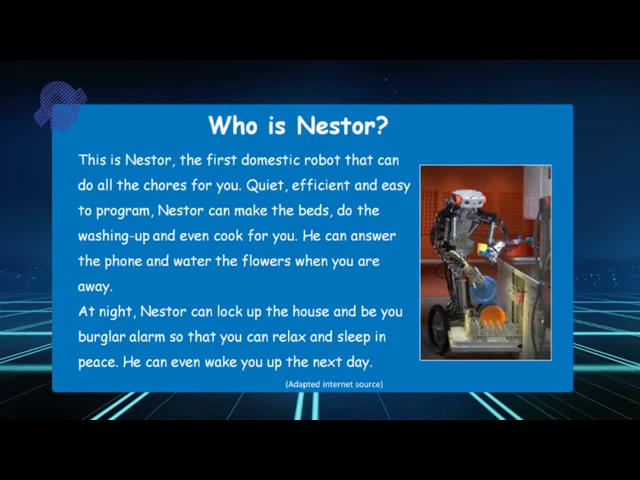 Who is Nestor?
This is Nestor, the first domestic robot that can
do all the chores for you. Quiet, efficient and easy
to program, Nestor can make the beds, do the
washing-up and even cook for you. He can answer
the phone and water the flowers when you are
away.
At night, Nestor can lock up the house and be you
burglar alarm so that you can relax and sleep in
peace. He can even wake you up the next day.
(Adapted internet source)